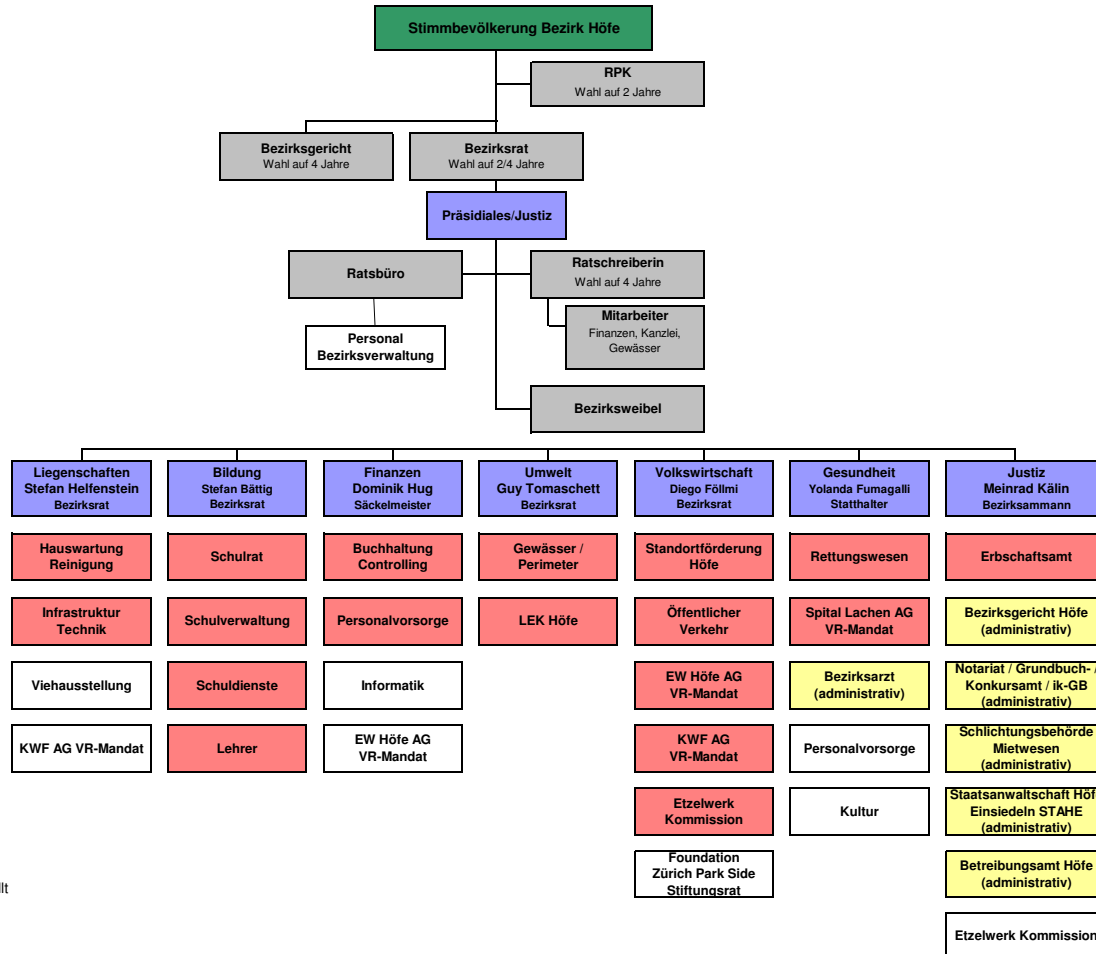 Stimmbevölkerung Bezirk Höfe
RPK
Wahl auf 2 Jahre
Bezirksgericht
Wahl auf 4 Jahre
Bezirksrat
Wahl auf 2/4 Jahre
Präsidiales/Justiz
Ratsbüro
Ratschreiberin
Wahl auf 4 Jahre
Mitarbeiter
Finanzen, Kanzlei,
Gewässer
Personal
Bezirksverwaltung
Bezirksweibel
Liegenschaften
Stefan Helfenstein
Bezirksrat
Bildung
Stefan Bättig
Bezirksrat
Finanzen
Dominik Hug
Säckelmeister
Umwelt
Guy Tomaschett
Bezirksrat
Volkswirtschaft
Diego Föllmi
Bezirksrat
Gesundheit
Yolanda Fumagalli
Statthalter
Justiz
Meinrad Kälin
Bezirksammann
Hauswartung
Reinigung
Schulrat
Buchhaltung
Controlling
Gewässer /
Perimeter
Standortförderung
Höfe
Rettungswesen
Erbschaftsamt
Infrastruktur
Technik
Schulverwaltung
Personalvorsorge
LEK Höfe
Öffentlicher
Verkehr
Spital Lachen AG
VR-Mandat
Bezirksgericht Höfe
(administrativ)
Viehausstellung
Schuldienste
Informatik
EW Höfe AG
VR-Mandat
Bezirksarzt
(administrativ)
Notariat / Grundbuch- /
Konkursamt / ik-GB
(administrativ)
KWF AG VR-Mandat
Lehrer
EW Höfe AG
VR-Mandat
KWF AG
VR-Mandat
Personalvorsorge
Schlichtungsbehörde
Mietwesen
(administrativ)
Etzelwerk
Kommission
Kultur
Staatsanwaltschaft Höfe
Einsiedeln STAHE
(administrativ)
Foundation
Zürich Park Side
Stiftungsrat
Betreibungsamt Höfe
(administrativ)
llt
Etzelwerk Kommission